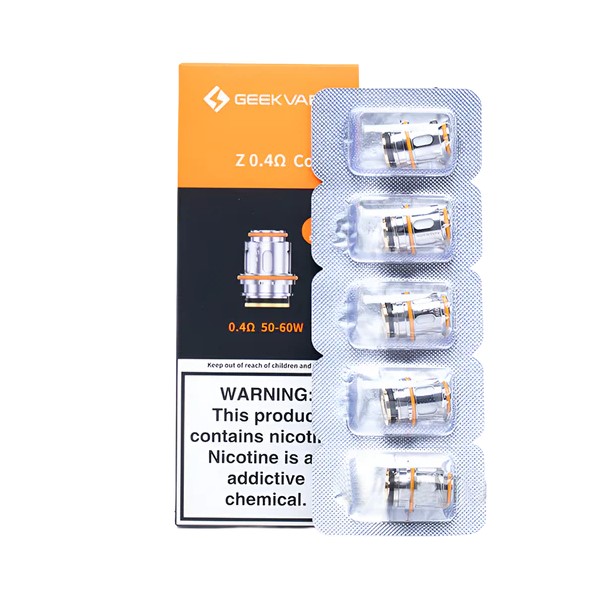 GEEKVAP
Z 0.4Ω Co
0.4Ω 50-60W
Keep out of reach of children and
WARNING:
This produc
contains nicoti
Nicotine is a
addictive
chemical.